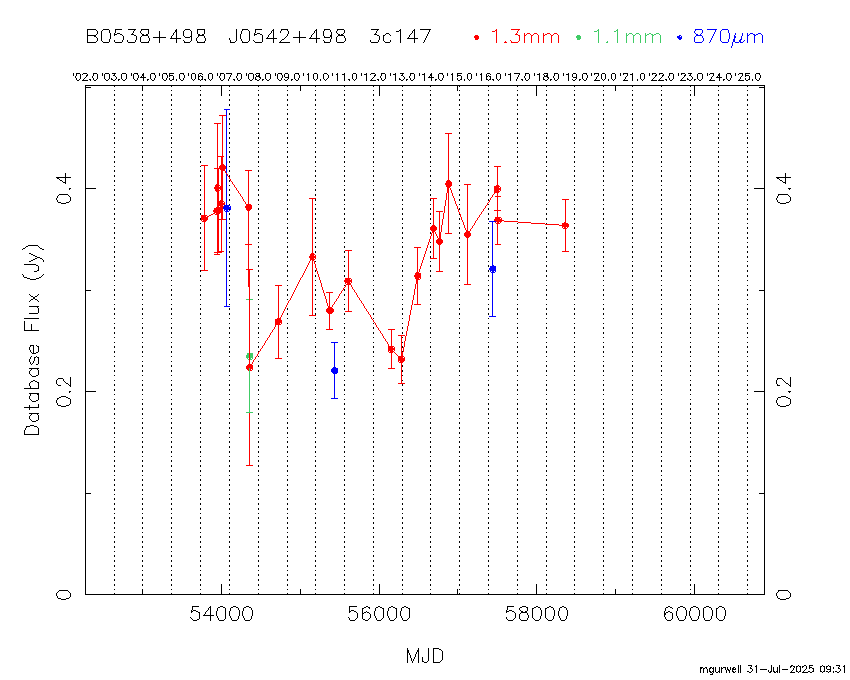 B0538+498 J0542+498 3c147 1.3mm 1.1mm 870μm
'02.0 '03.0 '04.0 '05.0 '06.0 '07.0 '08.0 '09.0 '10.0 '11.0 '12.0 '13.0 '14.0 '15.0 '16.0 '17.0 '18.0 '19.0 '20.0 '21.0 '22.0 '23.0 '24.0 '25.0
0.4 0.4
Database Flux (Jy)
0.2 0.2
0 0
54000 56000 58000 60000
MJD
mgurwell 31-Jul-2025 09:31